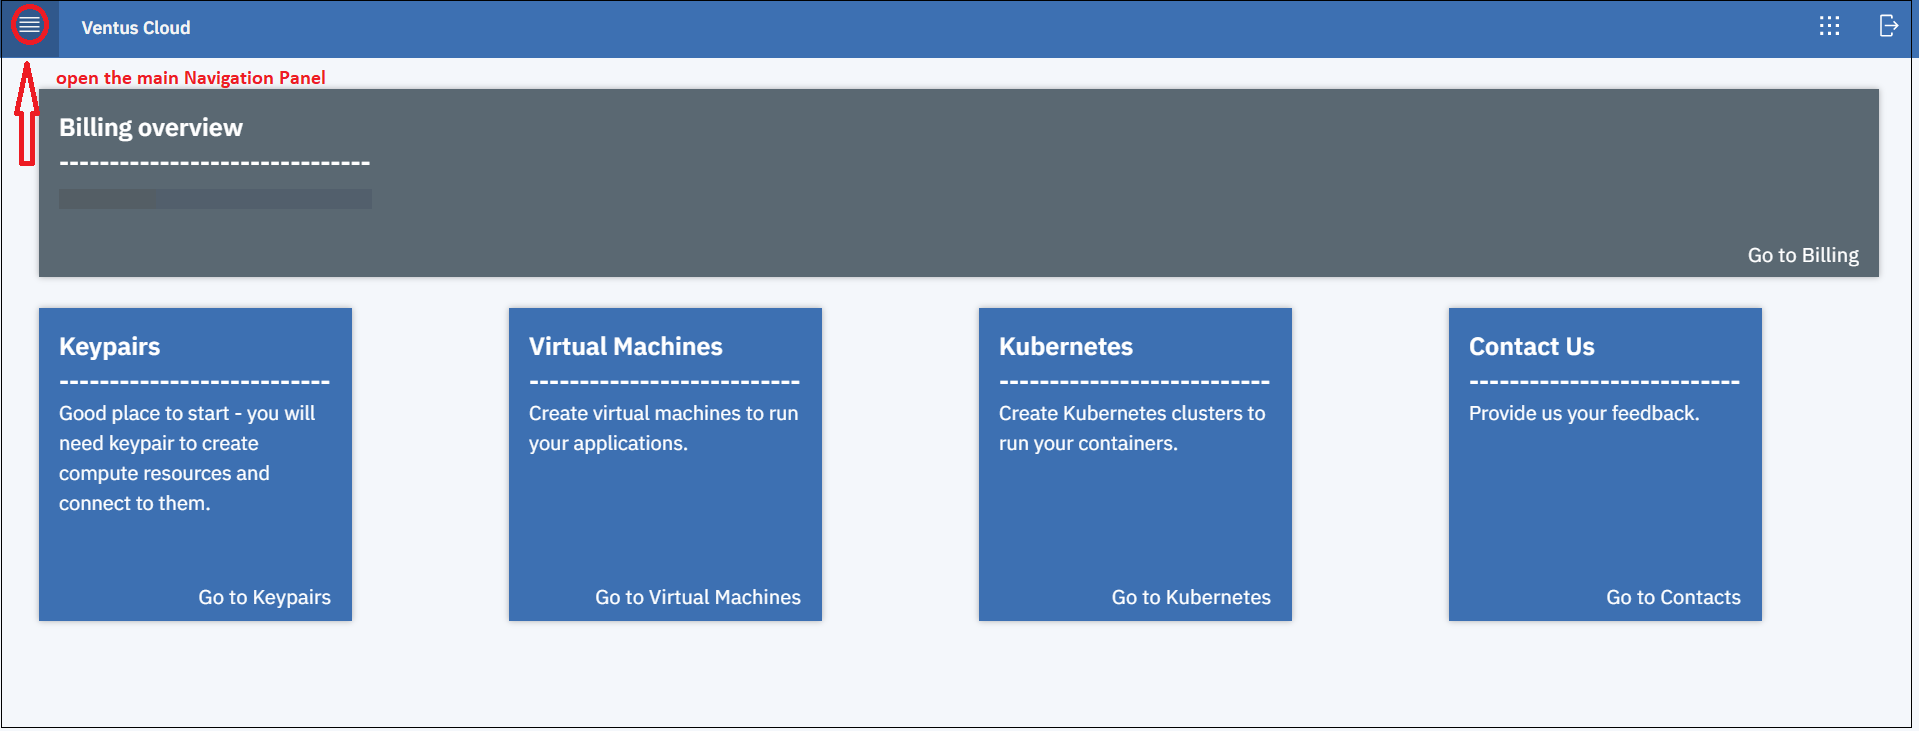 Ventus Cloud
open the main Navigation Panel
Billing overview
-------------------------------
Go to Billing
Keypairs
---------------------------
Good place to start - you will
need keypair to create
compute resources and
connect to them.
Go to Keypairs
Virtual Machines
---------------------------
Create virtual machines to run
your applications.
Go to Virtual Machines
Kubernetes
---------------------------
Create Kubernetes clusters to
run your containers.
Go to Kubernetes
Contact Us
---------------------------
Provide us your feedback.
Go to Contacts